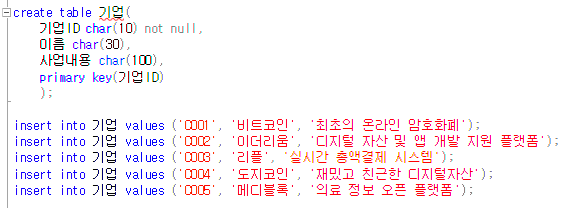 create table 기업(
기업ID char(10) not null,
이름 char(30),
사업내용 char(100),
primary key(기업ID)
);
insert into 기업 values ('C001', '비트코인', '최초의 온라인 암호화폐');
insert into 기업 values ('C002', '이더리움', '디지털 자산 및 앱 개발 지원 플랫폼');
insert into 기업 values ('C003', '리플', '실시간 총액결제 시스템');
insert into 기업 values ('C004', '도지코인', '재밌고 친근한 디지털자산');
insert into 기업 values ('C005', '메디블록', '의료 정보 오픈 플랫폼');